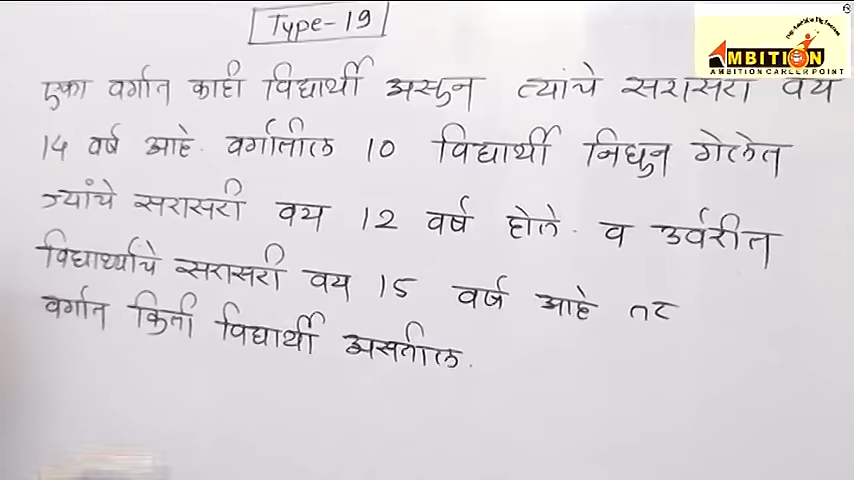 Type-19
AMBITION
AMBITION CAREER POINT
एका वर्गात काही विद्यार्थी असून त्यांचे सरासरी वय
14 वर्ष आहे. वर्गातील 10 विद्यार्थी निघून गेलेत
ज्यांचे सरासरी वय 12 वर्ष होते. व उर्वरीत
विद्यार्थ्यांचे सरासरी वय 15 वर्ष आहे तर
वर्गात किती विद्यार्थी असतील.